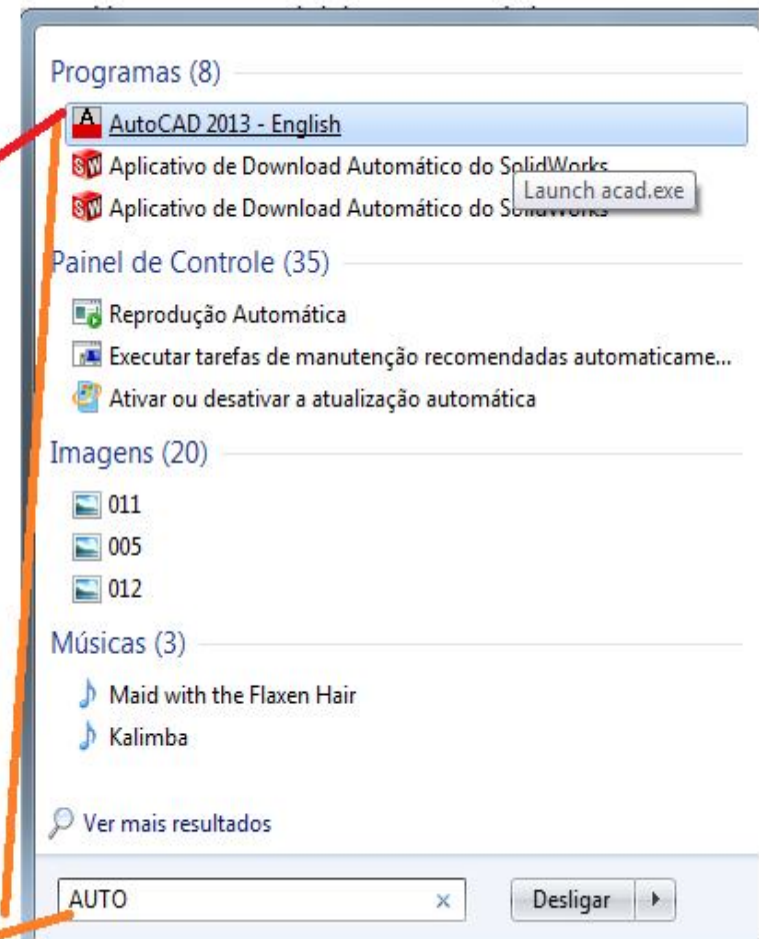 Programas (8)
AutoCAD 2013 - English
Aplicativo de Download Automático do SolidWorks
Launch acad.exe
Aplicativo de Download Automático do SolidWorks
Painel de Controle (35)
Reprodução Automática
Executar tarefas de manutenção recomendadas automaticame...
Ativar ou desativar a atualização automática
Imagens (20)
011
005
012
Músicas (3)
Maid with the Flaxen Hair
Kalimba
Ver mais resultados
AUTO
Desligar